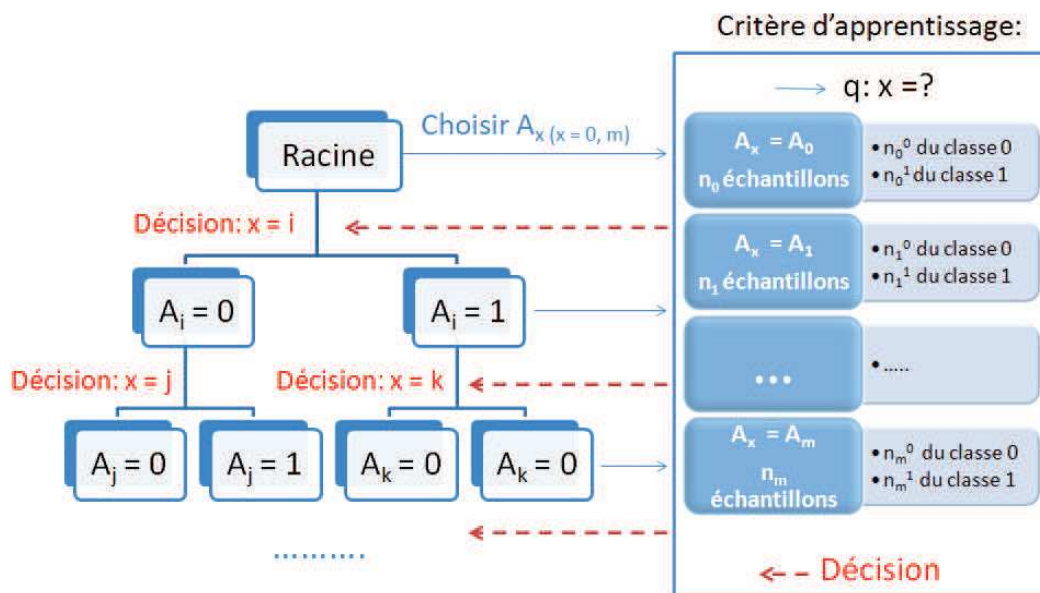 Critère d'apprentissage:
q: x =?
Choisir Aₓ (x = 0, m)
Racine
Aₓ = A₀
n₀ échantillons
• n₀⁰ du classe 0
• n₀¹ du classe 1
Décision: x = i
Aₓ = A₁
n₁ échantillons
• n₁⁰ du classe 0
• n₁¹ du classe 1
Aᵢ = 0
Aᵢ = 1
Décision: x = j
Décision: x = k
...
• .....
Aⱼ = 0
Aⱼ = 1
Aₖ = 0
Aₖ = 0
Aₓ = Aₘ
nₘ
échantillons
• nₘ⁰ du classe 0
• nₘ¹ du classe 1
..........
Décision